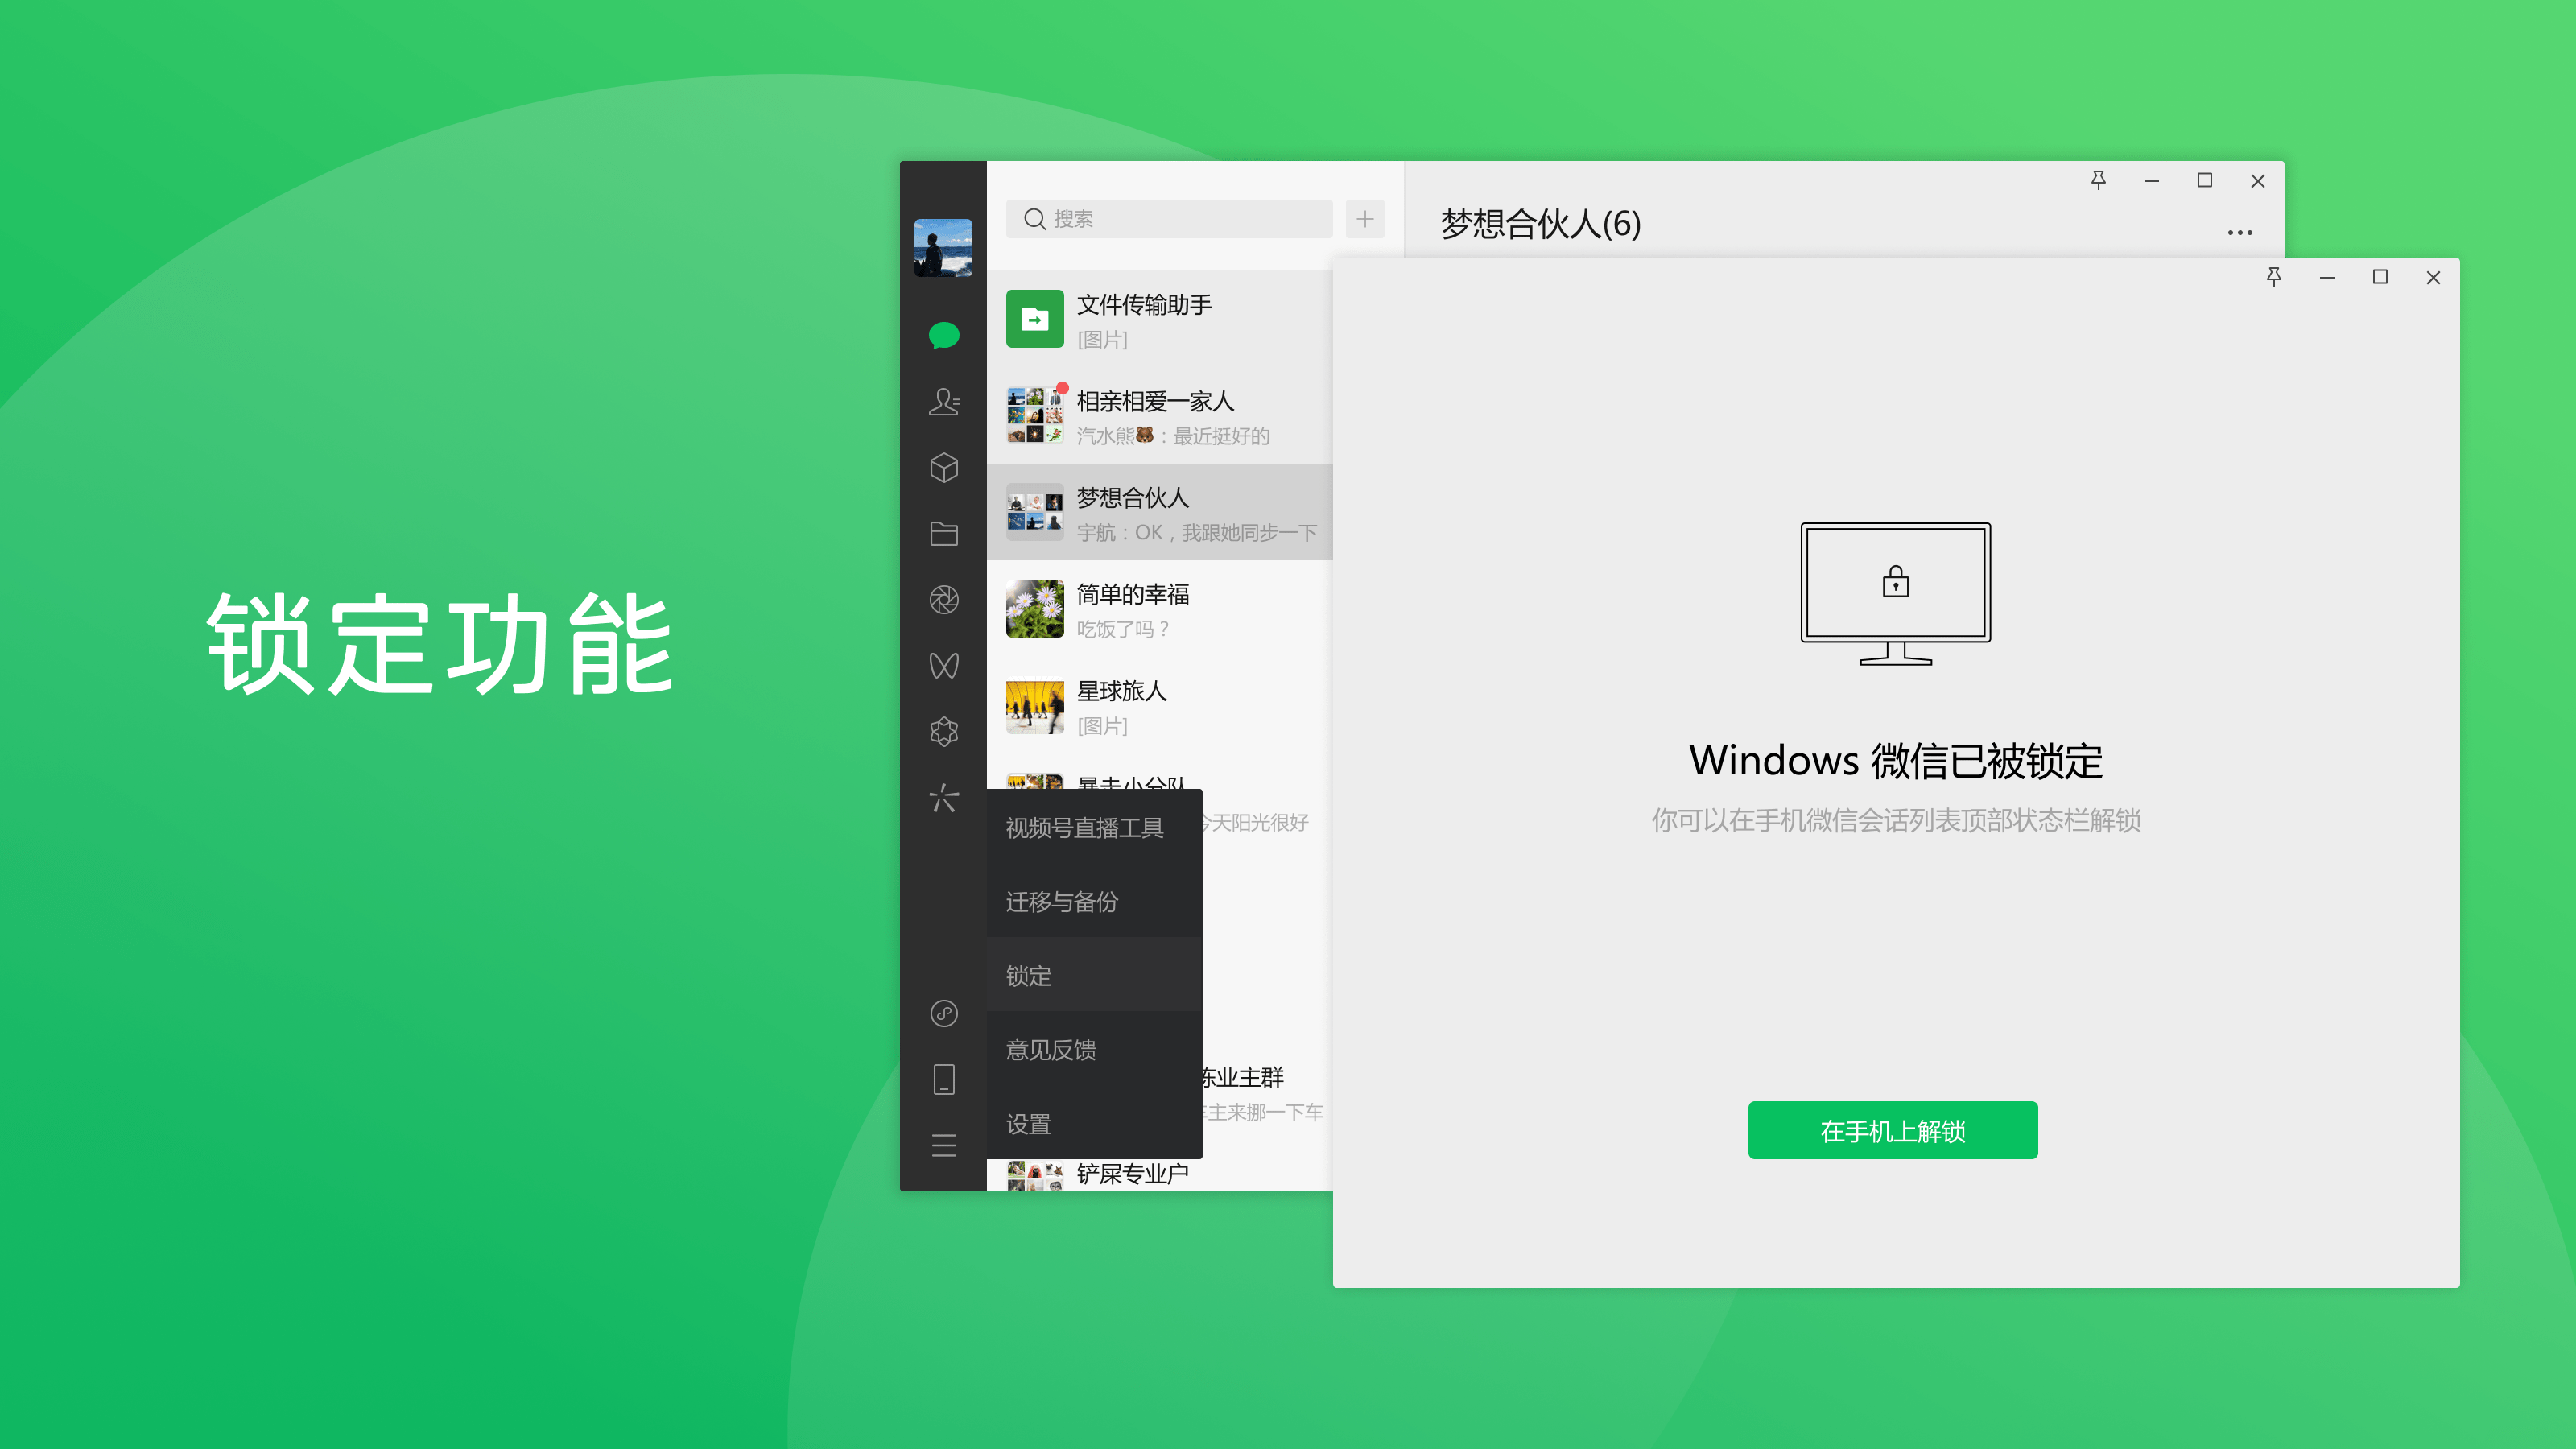 锁定功能
搜索
梦想合伙人(6)
文件传输助手
[图片]
相亲相爱一家人
汽水熊🐻：最近挺好的
梦想合伙人
宇航：OK，我跟她同步一下
简单的幸福
吃饭了吗？
星球旅人
[图片]
暴走小分队
今天阳光很好
视频号直播工具
迁移与备份
锁定
意见反馈
设置
业主群
主来挪一下车
铲屎专业户
Windows 微信已被锁定
你可以在手机微信会话列表顶部状态栏解锁
在手机上解锁